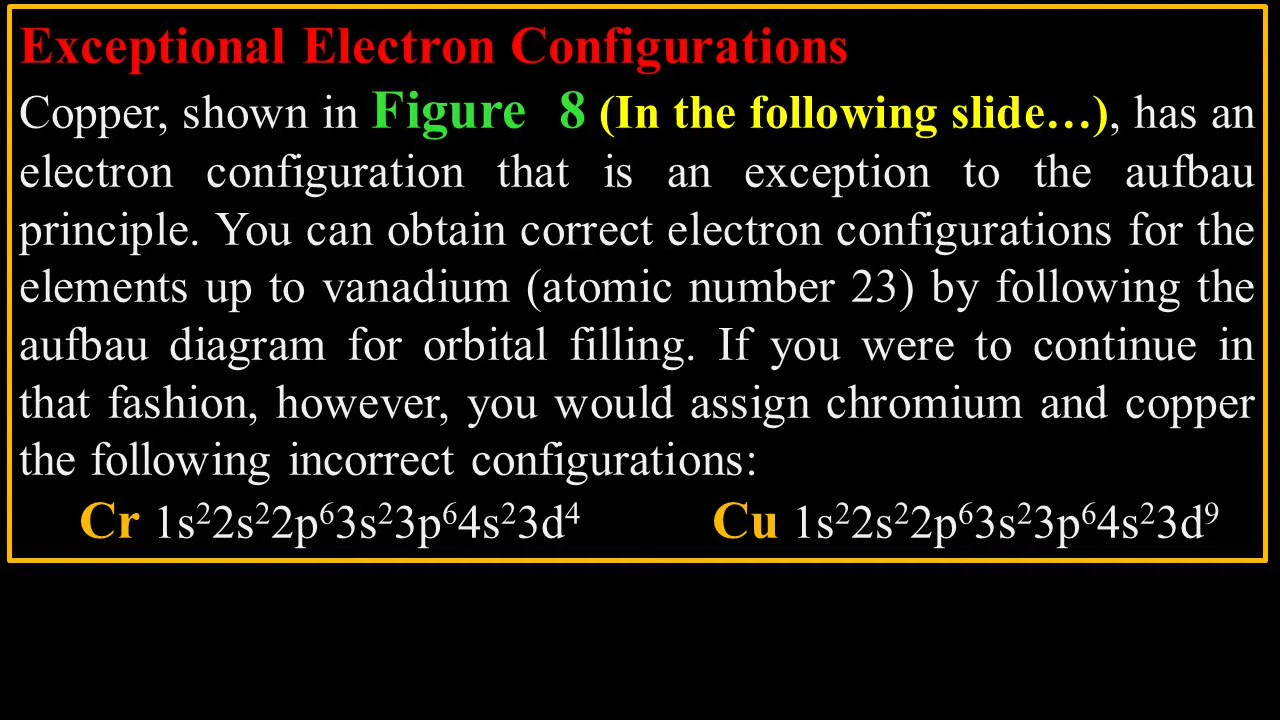 Exceptional Electron Configurations
Copper, shown in Figure 8 (In the following slide…), has an
electron configuration that is an exception to the aufbau
principle. You can obtain correct electron configurations for the
elements up to vanadium (atomic number 23) by following the
aufbau diagram for orbital filling. If you were to continue in
that fashion, however, you would assign chromium and copper
the following incorrect configurations:
Cr 1s²2s²2p⁶3s²3p⁶4s²3d⁴ Cu 1s²2s²2p⁶3s²3p⁶4s²3d⁹